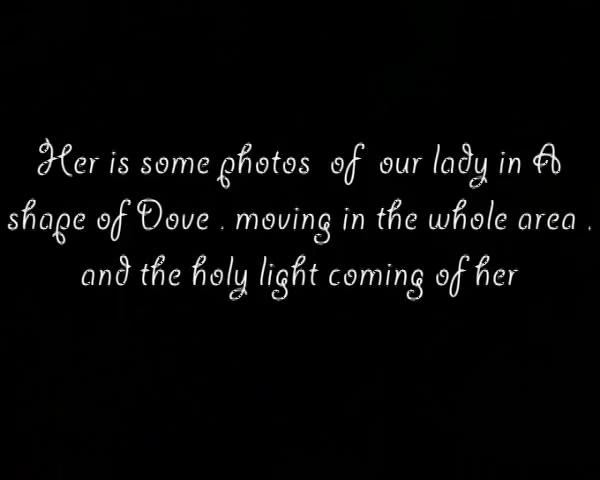 Her is some photos of our lady in A
shape of Dove . moving in the whole area .
and the holy light coming of her